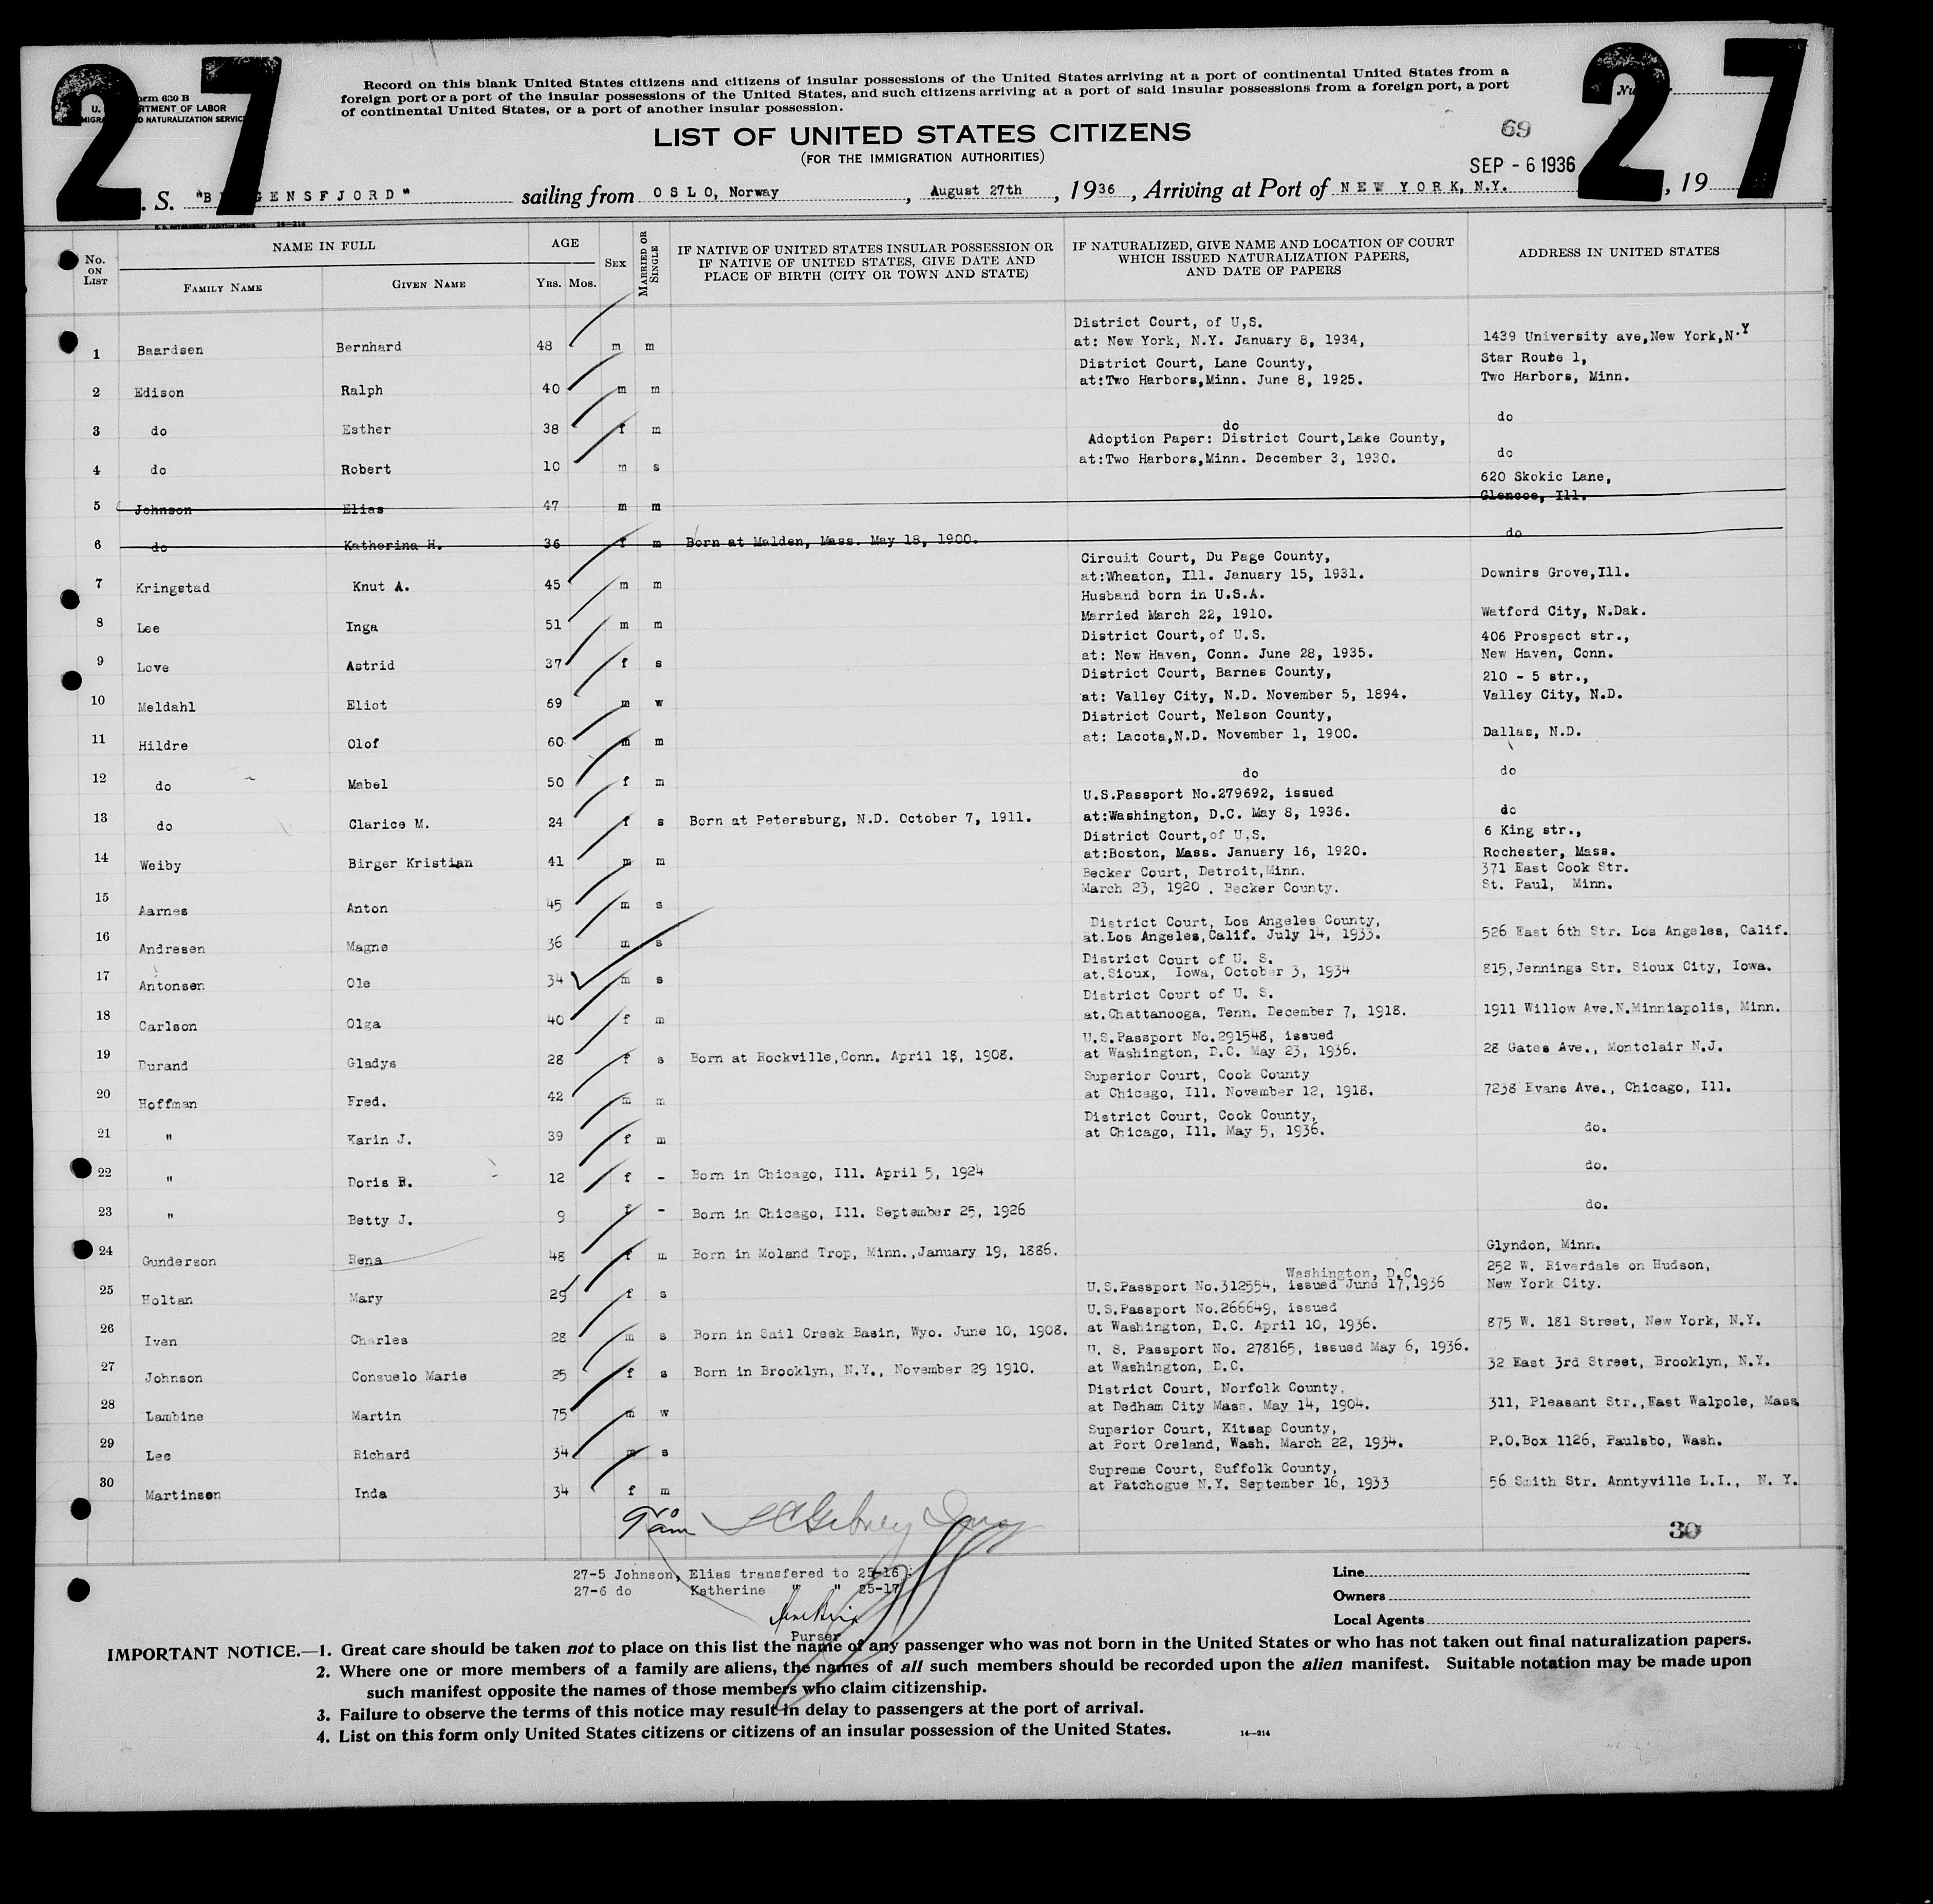 27
27
Form 630 B
U. RTMENT OF LABOR
MIGRA D NATURALIZATION SERVIC
Record on this blank United States citizens and citizens of insular possessions of the United States arriving at a port of continental United States from a
foreign port or a port of the insular possessions of the United States, and such citizens arriving at a port of said insular possessions from a foreign port, a port
of continental United States, or a port of another insular possession.
LIST OF UNITED STATES CITIZENS
(FOR THE IMMIGRATION AUTHORITIES)
69
SEP - 6 1936
. S. "B GENSFJORD" sailing from OSLO, Norway , August 27th , 1936 , Arriving at Port of NEW YORK, N.Y. , 19
No. ON LIST
NAME IN FULL
FAMILY NAME
GIVEN NAME
AGE
YRS. MOS.
SEX
MARRIED OR SINGLE
IF NATIVE OF UNITED STATES INSULAR POSSESSION OR
IF NATIVE OF UNITED STATES, GIVE DATE AND
PLACE OF BIRTH (CITY OR TOWN AND STATE)
IF NATURALIZED, GIVE NAME AND LOCATION OF COURT
WHICH ISSUED NATURALIZATION PAPERS,
AND DATE OF PAPERS
ADDRESS IN UNITED STATES
District Court, of U,S.
1 Baardsen Bernhard 48 m m at: New York, N.Y. January 8, 1934, 1439 University ave,New York,N.Y
District Court, Lane County, Star Route 1,
2 Edison Ralph 40 m m at:Two Harbors,Minn. June 8, 1925. Two Harbors, Minn.
3 do Esther 38 f m do do
Adoption Paper: District Court,Lake County,
4 do Robert 10 m s at:Two Harbors,Minn. December 3, 1930. do
620 Skokic Lane,
5 Johnson Elias 47 m m Glencoe, Ill.
6 do Katherina H. 36 f m Born at Malden, Mass. May 18, 1900. do
Circuit Court, Du Page County,
7 Kringstad Knut A. 45 m m at:Wheaton, Ill. January 15, 1931. Downirs Grove,Ill.
Husband born in U.S.A.
8 Lee Inga 51 m m Married March 22, 1910. Watford City, N.Dak.
District Court,of U.S. 406 Prospect str.,
9 Love Astrid 37 f s at: New Haven, Conn. June 28, 1935. New Haven, Conn.
District Court, Barnes County, 210 - 5 str.,
10 Meldahl Eliot 69 m w at: Valley City, N.D. November 5, 1894. Valley City, N.D.
District Court, Nelson County,
11 Hildre Olof 60 m m at: Lacota,N.D. November 1, 1900. Dallas, N.D.
12 do Mabel 50 f m do do
U.S.Passport No.279692, issued
13 do Clarice M. 24 f s Born at Petersburg, N.D. October 7, 1911. at:Washington, D.C. May 8, 1936. do
District Court,of U.S. 6 King str.,
14 Weiby Birger Kristian 41 m m at:Boston, Mass. January 16, 1920. Rochester, Mass.
Becker Court, Detroit,Minn. 371 East Cook Str.
15 Aarnes Anton 45 m s March 23, 1920 . Becker County. St. Paul, Minn.
District Court, Los Angeles County,
16 Andresen Magne 36 m s at.Los Angeles,Calif. July 14, 1933. 526 East 6th Str. Los Angeles, Calif.
District Court of U. S.
17 Antonsen Ole 34 m s at.Sioux, Iowa, October 3, 1934 815,Jennings Str. Sioux City, Iowa.
District Court of U. S.
18 Carlson Olga 40 f m at.Chattanooga, Tenn. December 7, 1918. 1911 Willow Ave.N.Minniapolis, Minn.
U.S.Passport No.291548, issued
19 Durand Gladys 28 f s Born at Rockville,Conn. April 18, 1908. at Washington, D.C. May 23, 1936. 28 Gates Ave., Montclair N.J.
Superior Court, Cook County
20 Hoffman Fred. 42 m m at Chicago, Ill. November 12, 1918. 7238 Evans Ave., Chicago, Ill.
District Court, Cook County,
21 " Karin J. 39 f m at Chicago, Ill. May 5, 1936. do.
22 " Doris B. 12 f - Born in Chicago, Ill. April 5, 1924 do.
23 " Betty J. 9 f - Born in Chicago, Ill. September 25, 1926 do.
24 Gunderson Rena 48 f m Born in Moland Trop, Minn.,January 19, 1886. Glyndon, Minn.
Washington, D.C. 252 W. Riverdale on Hudson,
25 Holtan Mary 29 f s U.S.Passport No.312554, issued June 17,1936 New York City.
U.S.Passport No.266649, issued
26 Iven Charles 28 m s Born in Sail Creek Basin, Wyo. June 10, 1908. at Washington, D.C. April 10, 1936. 875 W. 181 Street, New York, N.Y.
U. S. Passport No. 278165, issued May 6, 1936.
27 Johnson Consuelo Marie 25 f s Born in Brooklyn, N.Y., November 29 1910. at Washington, D.C. 32 East 3rd Street, Brooklyn, N.Y.
District Court, Norfolk County,
28 Lambine Martin 75 m w at Dedham City Mass. May 14, 1904. 311, Pleasant Str.,East Walpole, Mass
Superior Court, Kitsap County,
29 Lee Richard 34 m s at Port Oreland, Wash. March 22, 1934. P.O.Box 1126, Paulsbo, Wash.
Supreme Court, Suffolk County,
30 Martinsen Inda 34 f m at Patchogue N.Y. September 16, 1933 56 Smith Str. Anntyville L.I., N. Y.
9 am
30
27-5 Johnson, Elias transfered to 25-16
27-6 do Katherine " " 25-17
Purser
Line
Owners
Local Agents
IMPORTANT NOTICE.—1. Great care should be taken not to place on this list the name of any passenger who was not born in the United States or who has not taken out final naturalization papers.
2. Where one or more members of a family are aliens, the names of all such members should be recorded upon the alien manifest. Suitable notation may be made upon
such manifest opposite the names of those members who claim citizenship.
3. Failure to observe the terms of this notice may result in delay to passengers at the port of arrival.
4. List on this form only United States citizens or citizens of an insular possession of the United States.
14—214